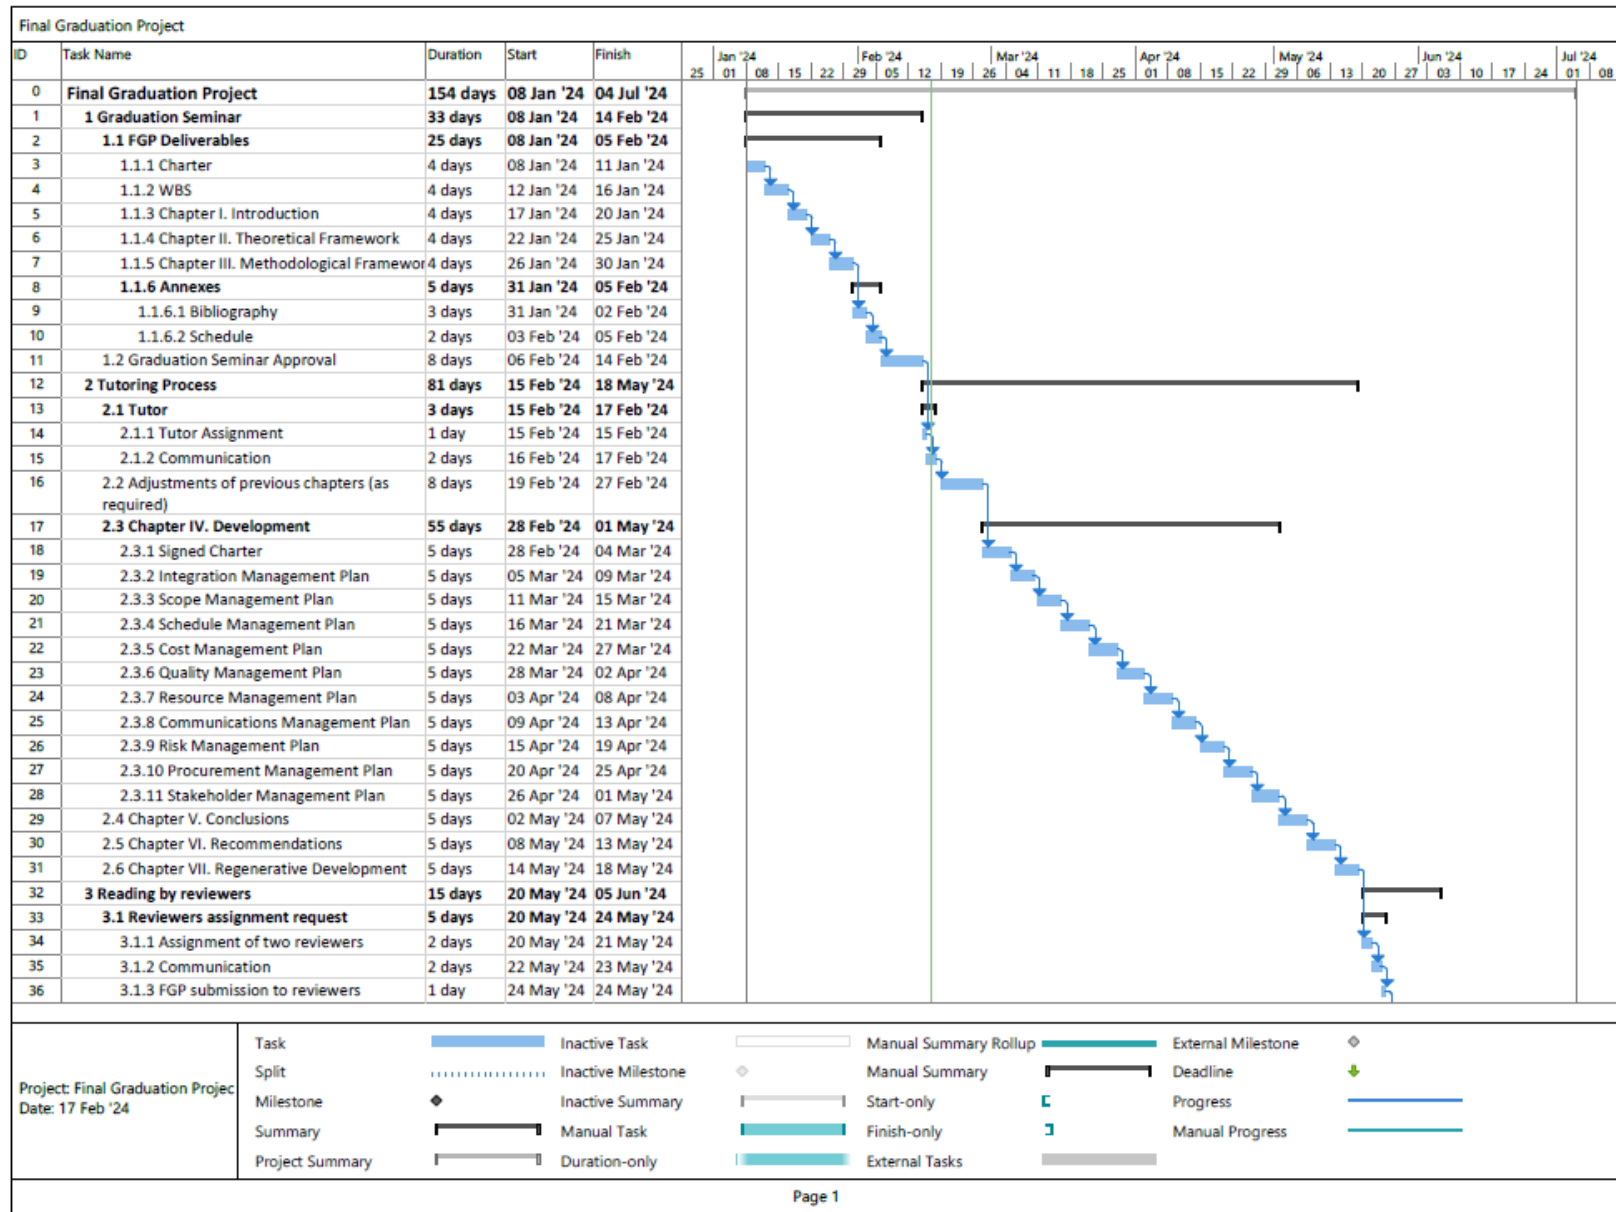 Final Graduation Project
ID Task Name Duration Start Finish Jan '24 Feb '24 Mar '24 Apr '24 May '24 Jun '24 Jul '24
25 01 08 15 22 29 05 12 19 26 04 11 18 25 01 08 15 22 29 06 13 20 27 03 10 17 24 01 08
0 Final Graduation Project 154 days 08 Jan '24 04 Jul '24
1 1 Graduation Seminar 33 days 08 Jan '24 14 Feb '24
2 1.1 FGP Deliverables 25 days 08 Jan '24 05 Feb '24
3 1.1.1 Charter 4 days 08 Jan '24 11 Jan '24
4 1.1.2 WBS 4 days 12 Jan '24 16 Jan '24
5 1.1.3 Chapter I. Introduction 4 days 17 Jan '24 20 Jan '24
6 1.1.4 Chapter II. Theoretical Framework 4 days 22 Jan '24 25 Jan '24
7 1.1.5 Chapter III. Methodological Framewor 4 days 26 Jan '24 30 Jan '24
8 1.1.6 Annexes 5 days 31 Jan '24 05 Feb '24
9 1.1.6.1 Bibliography 3 days 31 Jan '24 02 Feb '24
10 1.1.6.2 Schedule 2 days 03 Feb '24 05 Feb '24
11 1.2 Graduation Seminar Approval 8 days 06 Feb '24 14 Feb '24
12 2 Tutoring Process 81 days 15 Feb '24 18 May '24
13 2.1 Tutor 3 days 15 Feb '24 17 Feb '24
14 2.1.1 Tutor Assignment 1 day 15 Feb '24 15 Feb '24
15 2.1.2 Communication 2 days 16 Feb '24 17 Feb '24
16 2.2 Adjustments of previous chapters (as 8 days 19 Feb '24 27 Feb '24
required)
17 2.3 Chapter IV. Development 55 days 28 Feb '24 01 May '24
18 2.3.1 Signed Charter 5 days 28 Feb '24 04 Mar '24
19 2.3.2 Integration Management Plan 5 days 05 Mar '24 09 Mar '24
20 2.3.3 Scope Management Plan 5 days 11 Mar '24 15 Mar '24
21 2.3.4 Schedule Management Plan 5 days 16 Mar '24 21 Mar '24
22 2.3.5 Cost Management Plan 5 days 22 Mar '24 27 Mar '24
23 2.3.6 Quality Management Plan 5 days 28 Mar '24 02 Apr '24
24 2.3.7 Resource Management Plan 5 days 03 Apr '24 08 Apr '24
25 2.3.8 Communications Management Plan 5 days 09 Apr '24 13 Apr '24
26 2.3.9 Risk Management Plan 5 days 15 Apr '24 19 Apr '24
27 2.3.10 Procurement Management Plan 5 days 20 Apr '24 25 Apr '24
28 2.3.11 Stakeholder Management Plan 5 days 26 Apr '24 01 May '24
29 2.4 Chapter V. Conclusions 5 days 02 May '24 07 May '24
30 2.5 Chapter VI. Recommendations 5 days 08 May '24 13 May '24
31 2.6 Chapter VII. Regenerative Development 5 days 14 May '24 18 May '24
32 3 Reading by reviewers 15 days 20 May '24 05 Jun '24
33 3.1 Reviewers assignment request 5 days 20 May '24 24 May '24
34 3.1.1 Assignment of two reviewers 2 days 20 May '24 21 May '24
35 3.1.2 Communication 2 days 22 May '24 23 May '24
36 3.1.3 FGP submission to reviewers 1 day 24 May '24 24 May '24
Project: Final Graduation Projec
Date: 17 Feb '24
Task Inactive Task Manual Summary Rollup External Milestone
Split Inactive Milestone Manual Summary Deadline
Milestone Inactive Summary Start-only Progress
Summary Manual Task Finish-only Manual Progress
Project Summary Duration-only External Tasks
Page 1